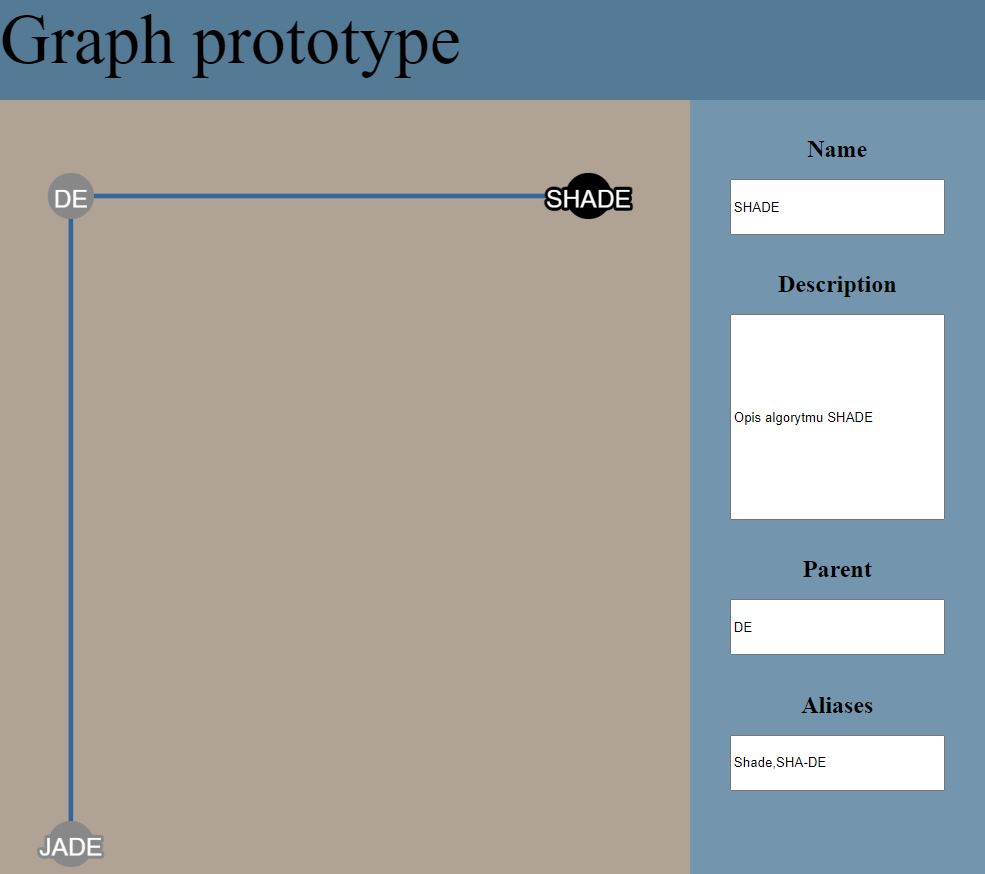 Graph prototype
DE
SHADE
JADE
Name
SHADE
Description
Opis algorytmu SHADE
Parent
DE
Aliases
Shade,SHA-DE